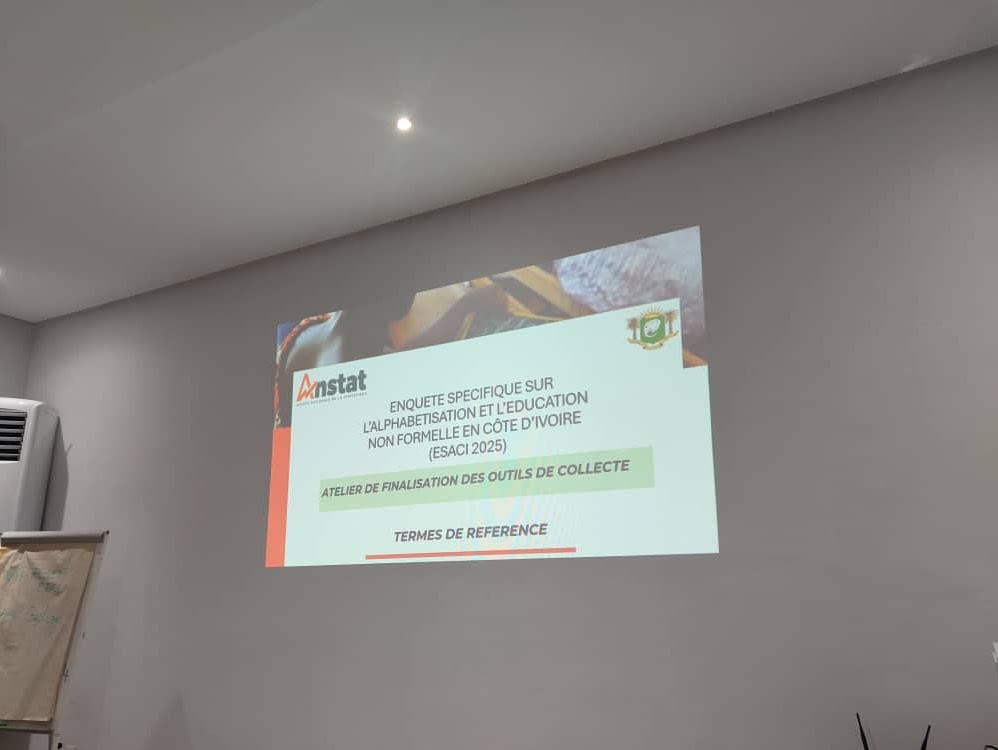 Anstat
ENQUETE SPECIFIQUE SUR
L'ALPHABETISATION ET L'EDUCATION
NON FORMELLE EN CÔTE D'IVOIRE
(ESACI 2025)
ATELIER DE FINALISATION DES OUTILS DE COLLECTE
TERMES DE REFERENCE